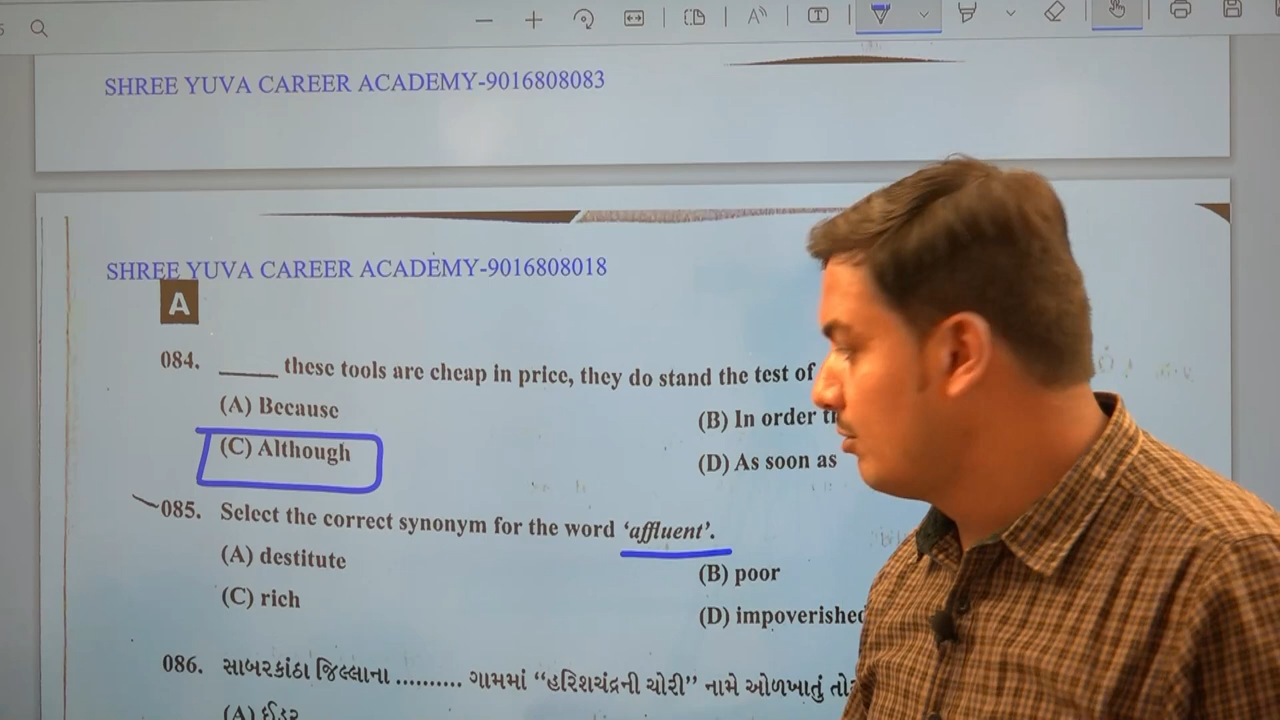 SHREE YUVA CAREER ACADEMY-9016808083
SHREE YUVA CAREER ACADEMY-9016808018
A
084. _____ these tools are cheap in price, they do stand the test of
(A) Because
(B) In order
(C) Although
(D) As soon as
085. Select the correct synonym for the word ‘affluent’.
(A) destitute
(B) poor
(C) rich
(D) impoverished
086. સાબરકાંઠા જિલ્લાના .......... ગામમાં “હરિશચંદ્રની ચોરી” નામે ઓળખાતું
(A) ઈડર